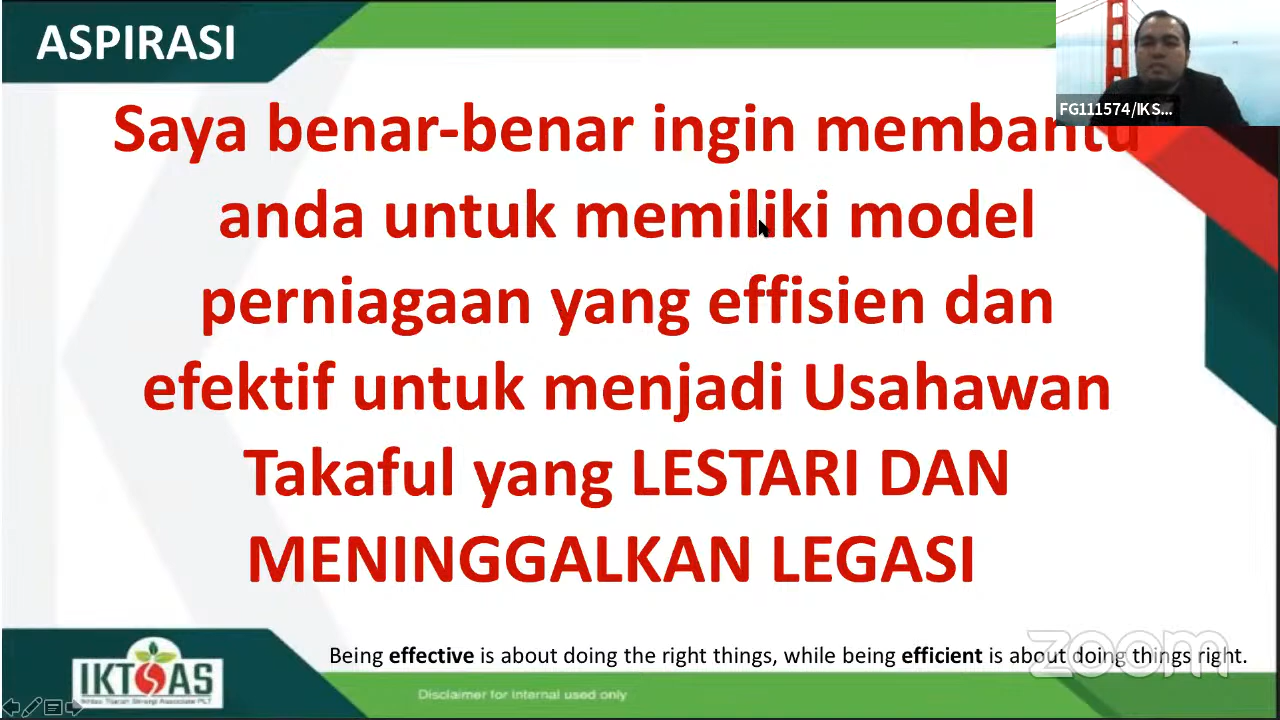 ASPIRASI
FG111574/IKS...
Saya benar-benar ingin membantu
anda untuk memiliki model
perniagaan yang effisien dan
efektif untuk menjadi Usahawan
Takaful yang LESTARI DAN
MENINGGALKAN LEGASI
Being effective is about doing the right things, while being efficient is about doing things right.
zoom
IKTSAS
Disclaimer for Internal used only